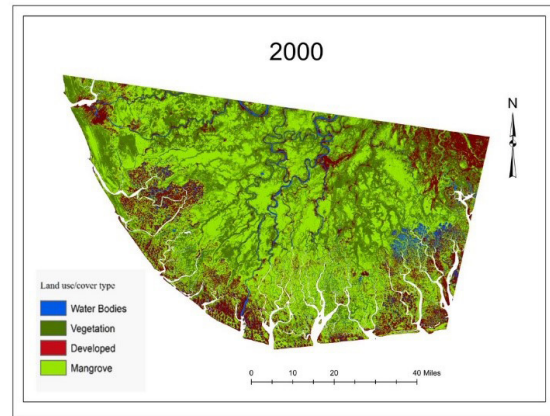 2000
N
Land use/cover type
Water Bodies
Vegetation
Developed
Mangrove
0 10 20 40 Miles